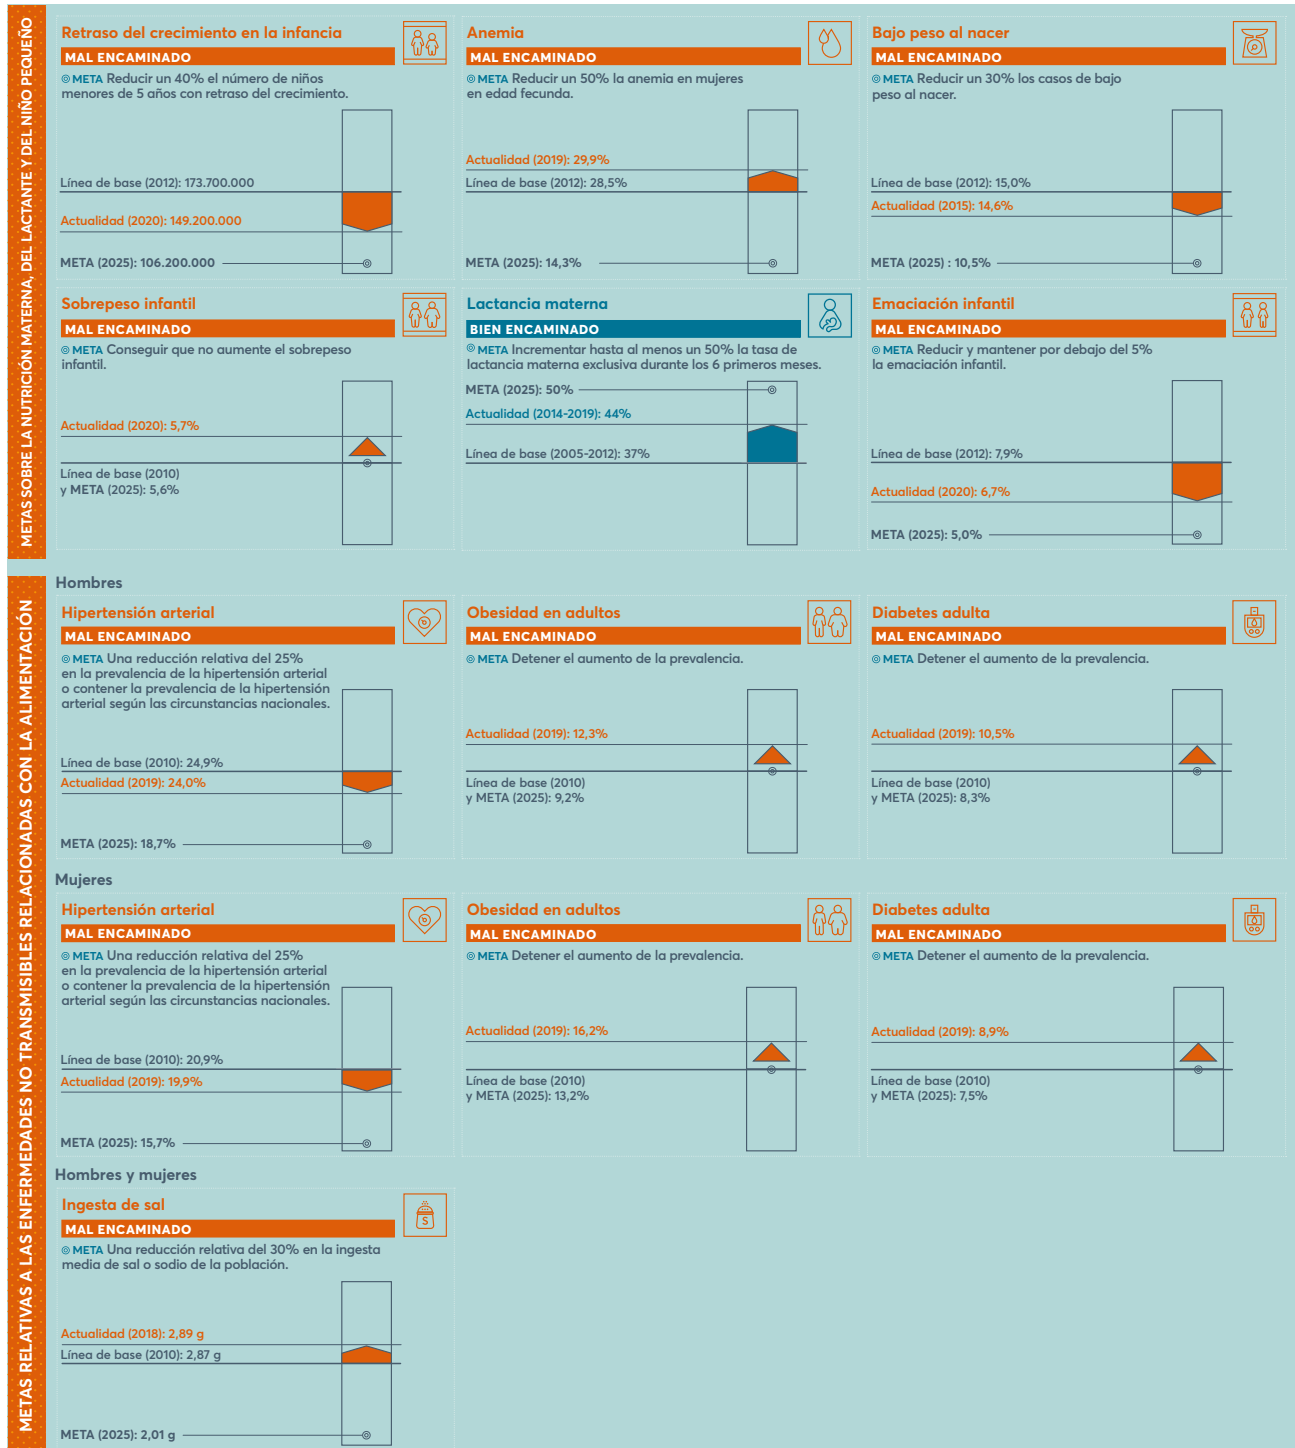 METAS SOBRE LA NUTRICIÓN MATERNA, DEL LACTANTE Y DEL NIÑO PEQUEÑO
Retraso del crecimiento en la infancia
MAL ENCAMINADO
META Reducir un 40% el número de niños
menores de 5 años con retraso del crecimiento.
Línea de base (2012): 173.700.000
Actualidad (2020): 149.200.000
META (2025): 106.200.000
Anemia
MAL ENCAMINADO
META Reducir un 50% la anemia en mujeres
en edad fecunda.
Actualidad (2019): 29,9%
Línea de base (2012): 28,5%
META (2025): 14,3%
Bajo peso al nacer
MAL ENCAMINADO
META Reducir un 30% los casos de bajo
peso al nacer.
Línea de base (2012): 15,0%
Actualidad (2015): 14,6%
META (2025) : 10,5%
Sobrepeso infantil
MAL ENCAMINADO
META Conseguir que no aumente el sobrepeso
infantil.
Actualidad (2020): 5,7%
Línea de base (2010)
y META (2025): 5,6%
Lactancia materna
BIEN ENCAMINADO
META Incrementar hasta al menos un 50% la tasa de
lactancia materna exclusiva durante los 6 primeros meses.
META (2025): 50%
Actualidad (2014-2019): 44%
Línea de base (2005-2012): 37%
Emaciación infantil
MAL ENCAMINADO
META Reducir y mantener por debajo del 5%
la emaciación infantil.
Línea de base (2012): 7,9%
Actualidad (2020): 6,7%
META (2025): 5,0%
METAS RELATIVAS A LAS ENFERMEDADES NO TRANSMISIBLES RELACIONADAS CON LA ALIMENTACIÓN
Hombres
Hipertensión arterial
MAL ENCAMINADO
META Una reducción relativa del 25%
en la prevalencia de la hipertensión arterial
o contener la prevalencia de la hipertensión
arterial según las circunstancias nacionales.
Línea de base (2010): 24,9%
Actualidad (2019): 24,0%
META (2025): 18,7%
Obesidad en adultos
MAL ENCAMINADO
META Detener el aumento de la prevalencia.
Actualidad (2019): 12,3%
Línea de base (2010)
y META (2025): 9,2%
Diabetes adulta
MAL ENCAMINADO
META Detener el aumento de la prevalencia.
Actualidad (2019): 10,5%
Línea de base (2010)
y META (2025): 8,3%
Mujeres
Hipertensión arterial
MAL ENCAMINADO
META Una reducción relativa del 25%
en la prevalencia de la hipertensión arterial
o contener la prevalencia de la hipertensión
arterial según las circunstancias nacionales.
Línea de base (2010): 20,9%
Actualidad (2019): 19,9%
META (2025): 15,7%
Obesidad en adultos
MAL ENCAMINADO
META Detener el aumento de la prevalencia.
Actualidad (2019): 16,2%
Línea de base (2010)
y META (2025): 13,2%
Diabetes adulta
MAL ENCAMINADO
META Detener el aumento de la prevalencia.
Actualidad (2019): 8,9%
Línea de base (2010)
y META (2025): 7,5%
Hombres y mujeres
Ingesta de sal
S
MAL ENCAMINADO
META Una reducción relativa del 30% en la ingesta
media de sal o sodio de la población.
Actualidad (2018): 2,89 g
Línea de base (2010): 2,87 g
META (2025): 2,01 g